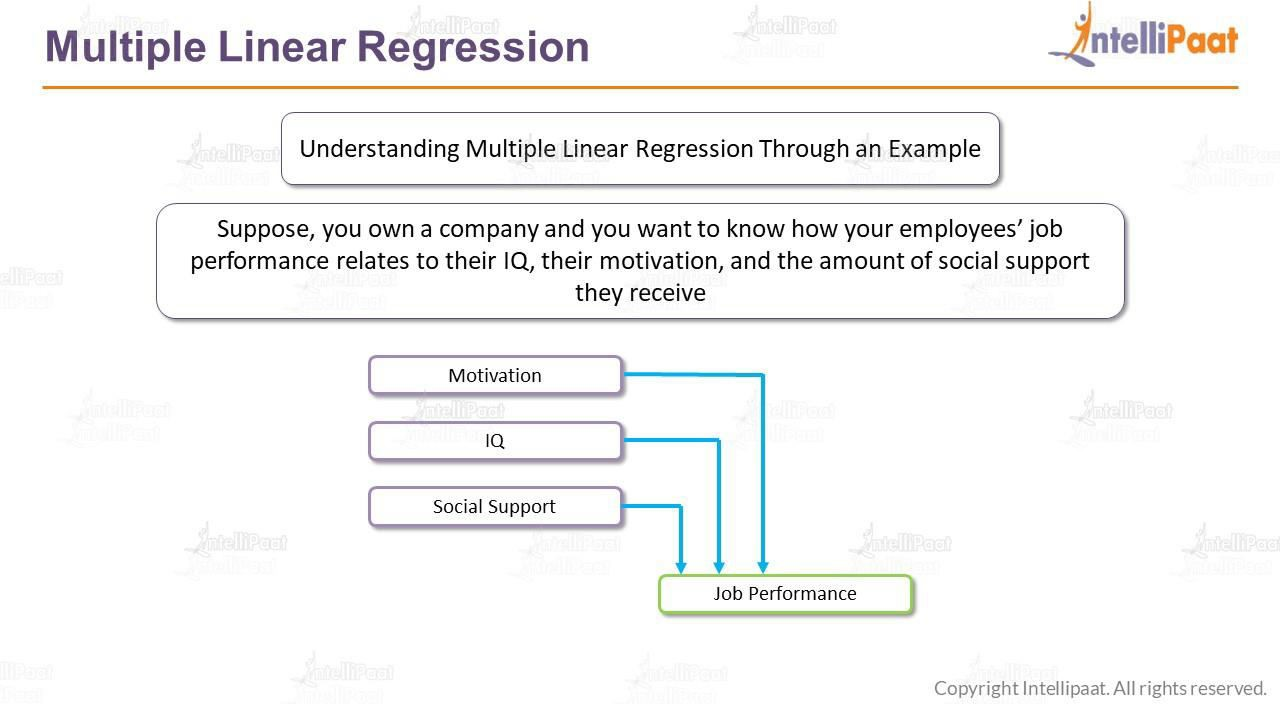 Multiple Linear Regression
IntelliPaat
Understanding Multiple Linear Regression Through an Example
Suppose, you own a company and you want to know how your employees’ job
performance relates to their IQ, their motivation, and the amount of social support
they receive
Motivation
IQ
Social Support
Job Performance
Copyright Intellipaat. All rights reserved.